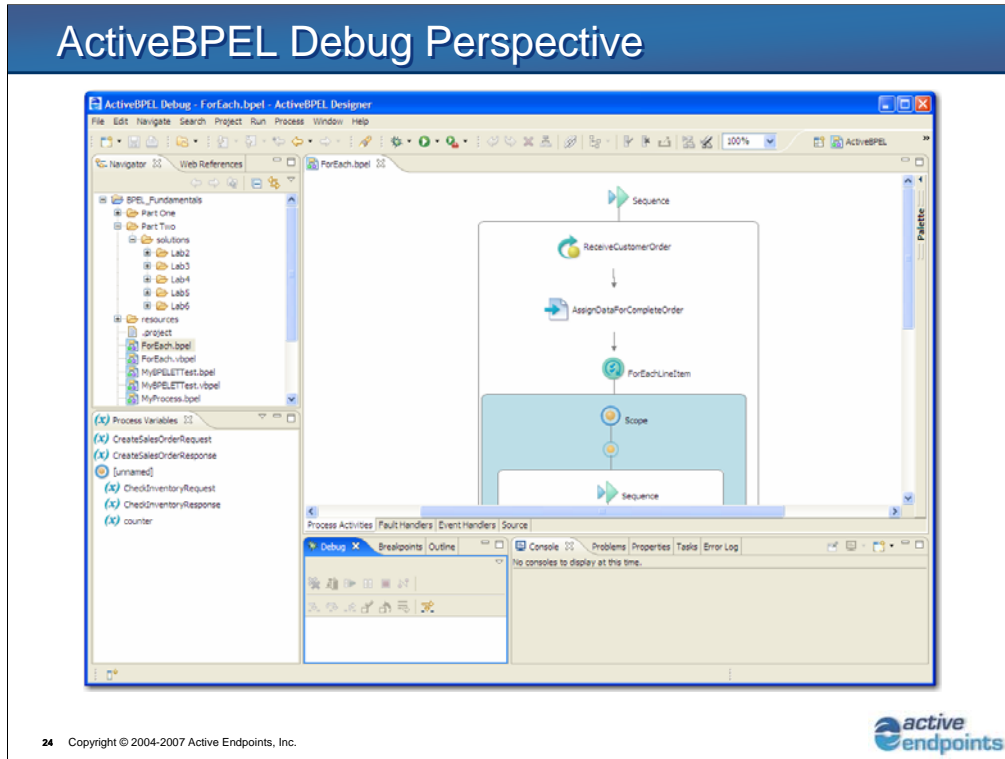 ActiveBPEL Debug Perspective
ActiveBPEL Debug - ForEach.bpel - ActiveBPEL Designer
File Edit Navigate Search Project Run Process Window Help
100%
ActiveBPEL
Navigator
Web References
ForEach.bpel
BPEL_Fundamentals
Part One
Part Two
solutions
Lab2
Lab3
Lab4
Lab5
Lab6
resources
.project
ForEach.bpel
ForEach.vbpel
MyBPELETTest.bpel
MyBPELETTest.vbpel
MyProcess.bpel
Sequence
ReceiveCustomerOrder
AssignDataForCompleteOrder
ForEachLineItem
Scope
Sequence
Palette
(x) Process Variables
(x) CreateSalesOrderRequest
(x) CreateSalesOrderResponse
[unnamed]
(x) CheckInventoryRequest
(x) CheckInventoryResponse
(x) counter
Process Activities Fault Handlers Event Handlers Source
Debug Breakpoints Outline
Console Problems Properties Tasks Error Log
No consoles to display at this time.
24 Copyright © 2004-2007 Active Endpoints, Inc.
active
endpoints